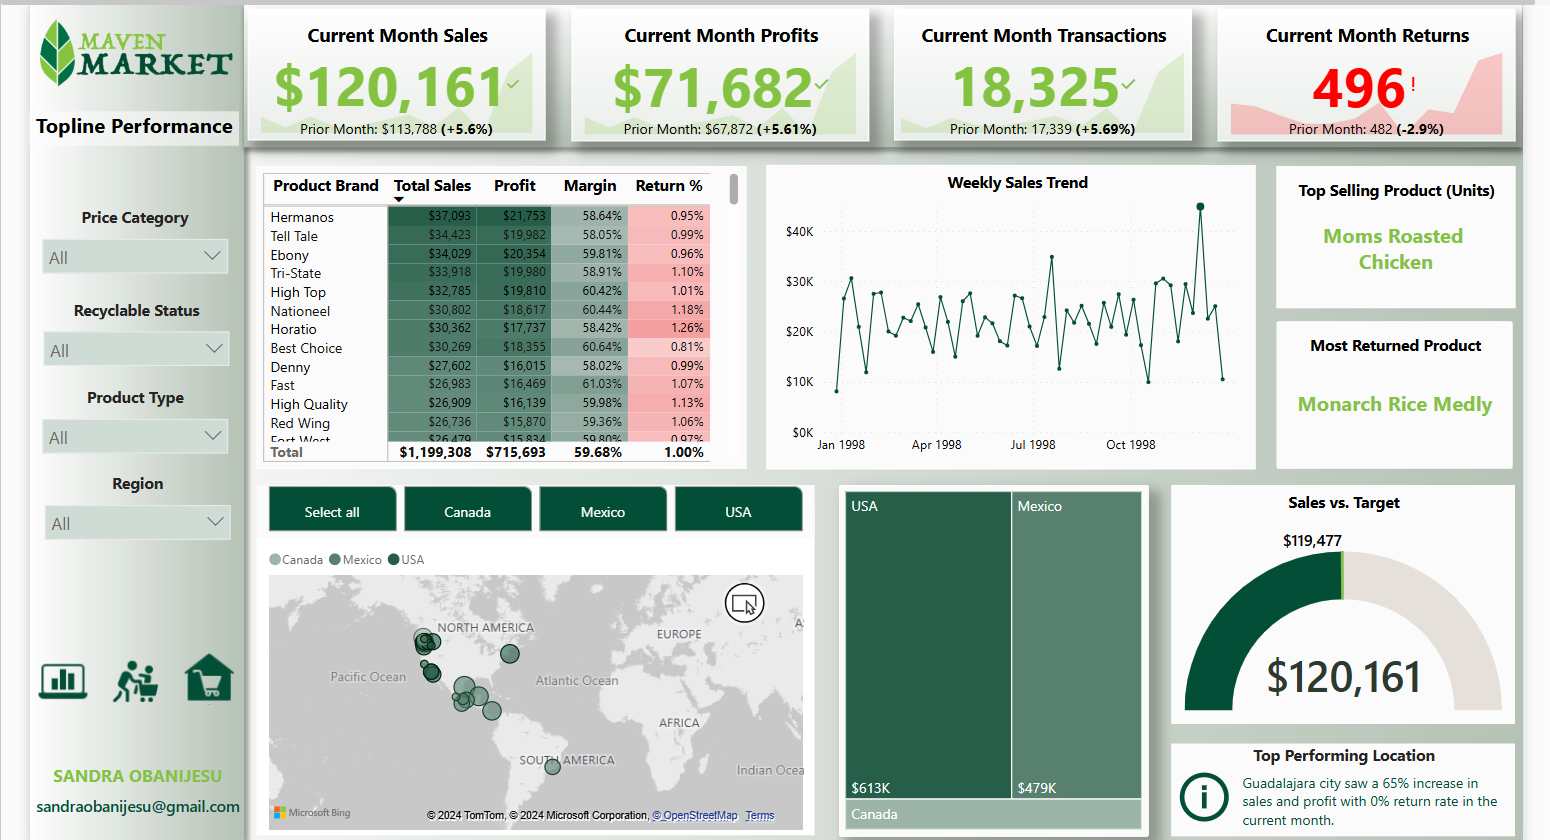 MAVEN
MARKET
Topline Performance
Price Category
All
Recyclable Status
All
Product Type
All
Region
All
SANDRA OBANIJESU
sandraobanijesu@gmail.com
Current Month Sales
$120,161
Prior Month: $113,788 (+5.6%)
Current Month Profits
$71,682
Prior Month: $67,872 (+5.61%)
Current Month Transactions
18,325
Prior Month: 17,339 (+5.69%)
Current Month Returns
496!
Prior Month: 482 (-2.9%)
Product Brand Total Sales Profit Margin Return %
Hermanos $37,093 $21,753 58.64% 0.95%
Tell Tale $34,423 $19,982 58.05% 0.99%
Ebony $34,029 $20,354 59.81% 0.96%
Tri-State $33,918 $19,980 58.91% 1.10%
High Top $32,785 $19,810 60.42% 1.01%
Nationeel $30,802 $18,617 60.44% 1.18%
Horatio $30,362 $17,737 58.42% 1.26%
Best Choice $30,269 $18,355 60.64% 0.81%
Denny $27,602 $16,015 58.02% 0.99%
Fast $26,983 $16,469 61.03% 1.07%
High Quality $26,909 $16,139 59.98% 1.13%
Red Wing $26,736 $15,870 59.36% 1.06%
Fort West $26,479 $15,834 59.80% 0.97%
Total $1,199,308 $715,693 59.68% 1.00%
Weekly Sales Trend
$40K
$30K
$20K
$10K
$0K
Jan 1998 Apr 1998 Jul 1998 Oct 1998
Top Selling Product (Units)
Moms Roasted
Chicken
Most Returned Product
Monarch Rice Medly
Select all Canada Mexico USA
Canada Mexico USA
NORTH AMERICA
EUROPE
AS
Pacific Ocean
Atlantic Ocean
AFRICA
SOUTH AMERICA
Indian Ocea
Microsoft Bing
© 2024 TomTom, © 2024 Microsoft Corporation, © OpenStreetMap Terms
USA
$613K
Mexico
$479K
Canada
Sales vs. Target
$119,477
$120,161
Top Performing Location
i
Guadalajara city saw a 65% increase in
sales and profit with 0% return rate in the
current month.